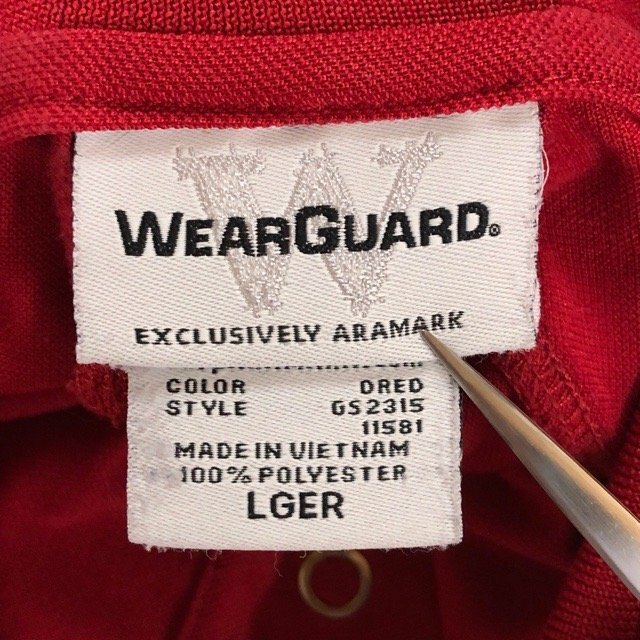 WEARGUARD®
EXCLUSIVELY ARAMARK
COLOR DRED
STYLE GS2315
11581
MADE IN VIETNAM
100% POLYESTER
LGER